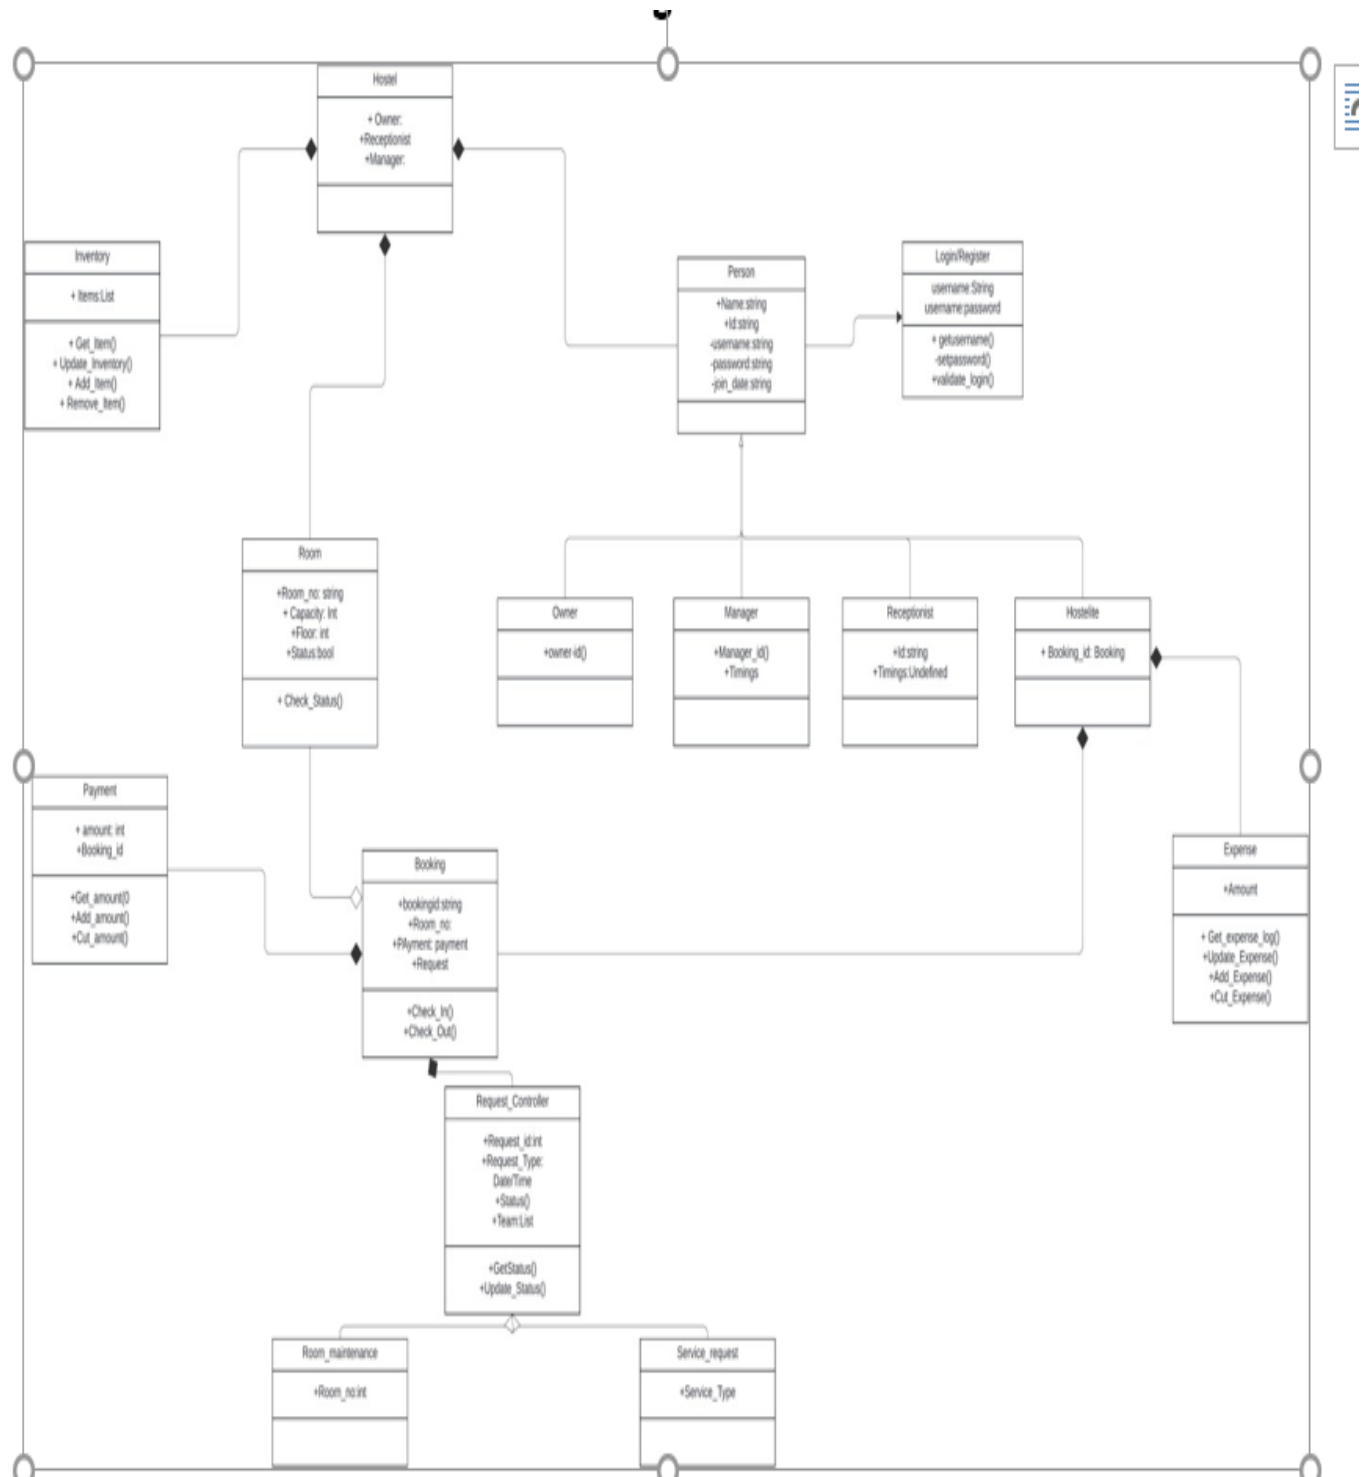 Hostel
+ Owner:
+Receptionist
+Manager:
Inventory
+ Items:List
+ Get_Item()
+ Update_Inventory()
+ Add_Item()
+ Remove_Item()
Person
+Name:string
+Id:string
-username:string
-password:string
-join_date:string
Login/Register
username:String
username:password
+ getusername()
-setpassword()
+validate_login()
Room
+Room_no: string
+ Capacity: Int
+Floor: int
+Status:bool
+ Check_Status()
Owner
+owner-id()
Manager
+Manager_id()
+Timings
Receptionist
+Id:string
+Timings:Undefined
Hostelite
+ Booking_id: Booking
Payment
+ amount: int
+Booking_id
+Get_amount(0
+Add_amount()
+Cut_amount()
Booking
+bookingid:string
+Room_no:
+PAyment: payment
+Request
+Check_In()
+Check_Out()
Expense
+Amount
+ Get_expense_log()
+Update_Expense()
+Add_Expense()
+Cut_Expense()
Request_Controller
+Request_id:int
+Request_Type:
Date/Time
+Status()
+Team:List
+GetStatus()
+Update_Status()
Room_maintenance
+Room_no:int
Service_request
+Service_Type